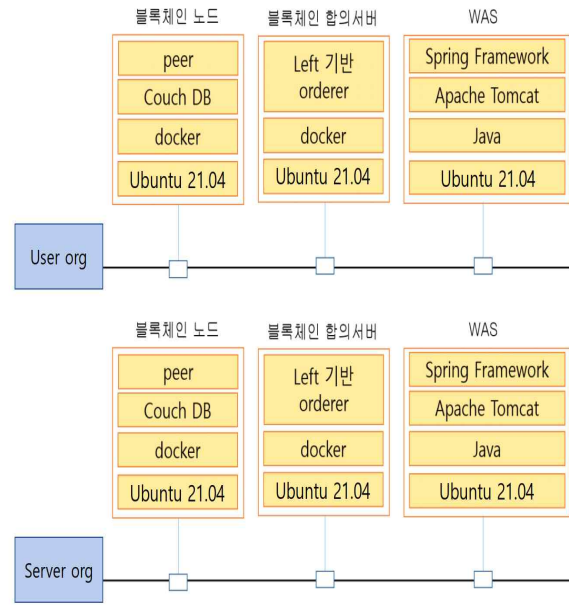 블록체인 노드
블록체인 합의서버
WAS
peer
Couch DB
docker
Ubuntu 21.04
Left 기반
orderer
docker
Ubuntu 21.04
Spring Framework
Apache Tomcat
Java
Ubuntu 21.04
User org
블록체인 노드
블록체인 합의서버
WAS
peer
Couch DB
docker
Ubuntu 21.04
Left 기반
orderer
docker
Ubuntu 21.04
Spring Framework
Apache Tomcat
Java
Ubuntu 21.04
Server org